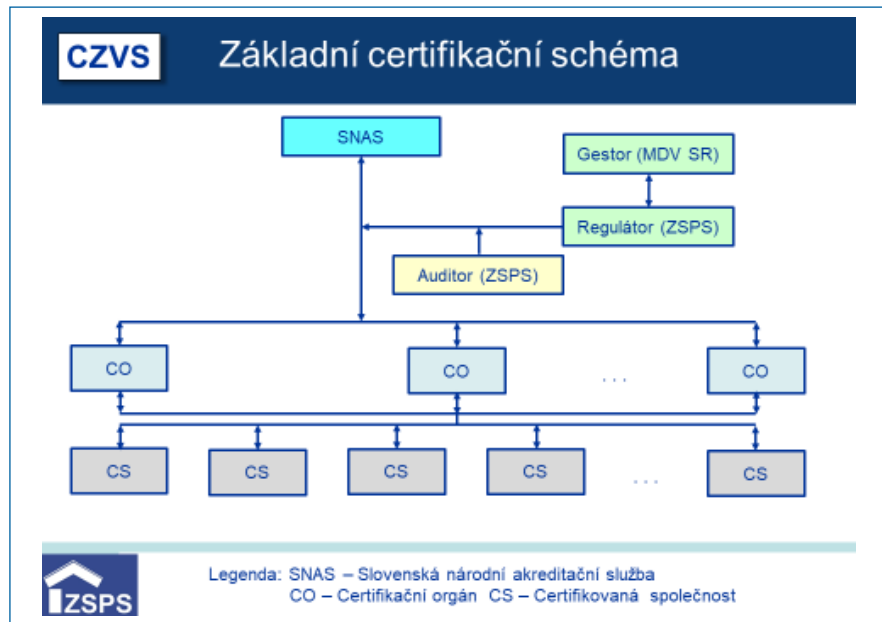 CZVS
Základní certifikační schéma
SNAS
Gestor (MDV SR)
Regulátor (ZSPS)
Auditor (ZSPS)
CO CO ... CO
CS CS CS CS ... CS
ZSPS
Legenda: SNAS – Slovenská národní akreditační služba
CO – Certifikační orgán CS – Certifikovaná společnost